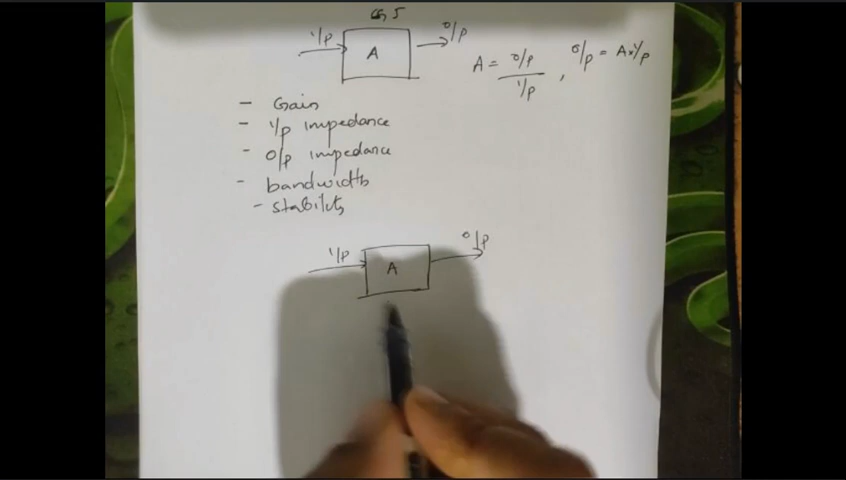 i/p A o/p
A = o/p / i/p , o/p = A x i/p
- Gain
- i/p impedance
- o/p impedance
- bandwidth
- stability
i/p A o/p